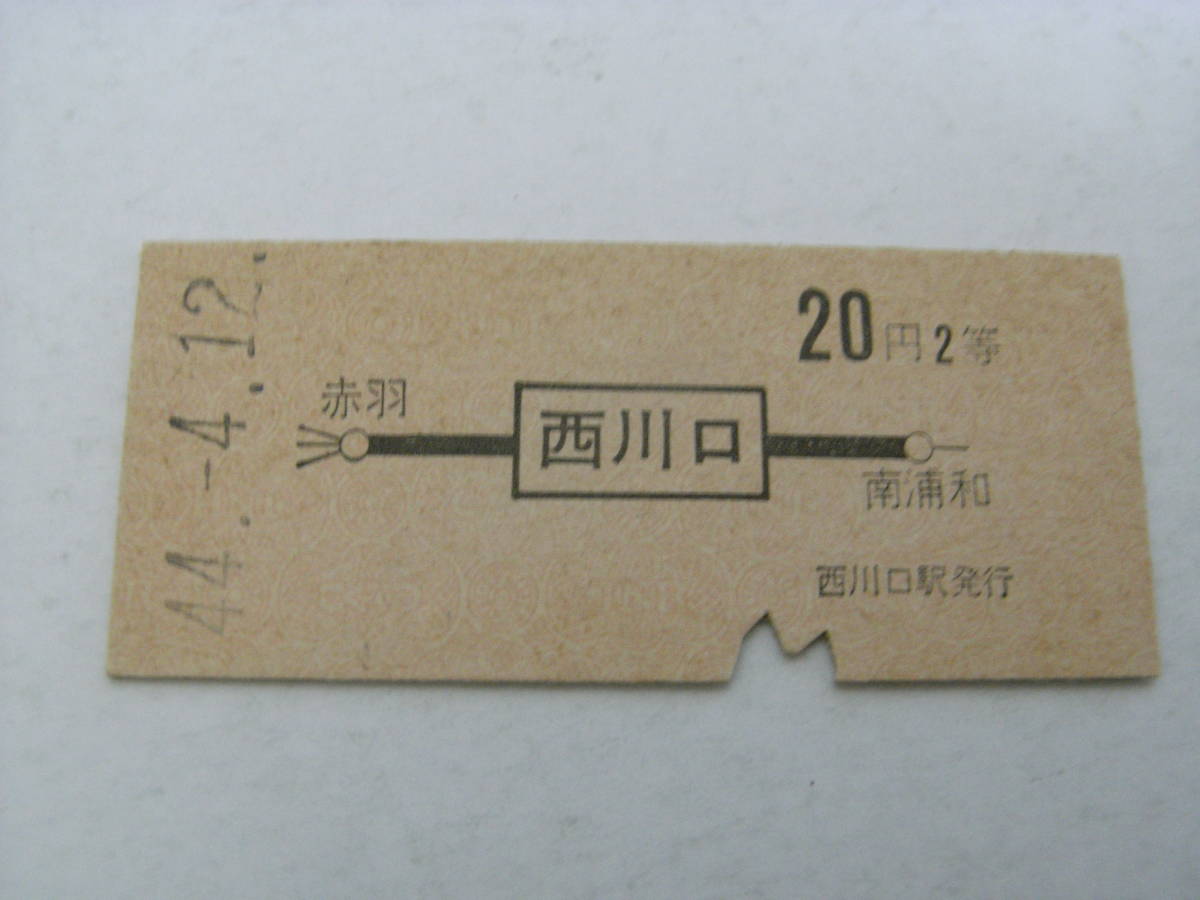 44.-4.12.
20円2等
赤羽
西川口
南浦和
西川口駅発行